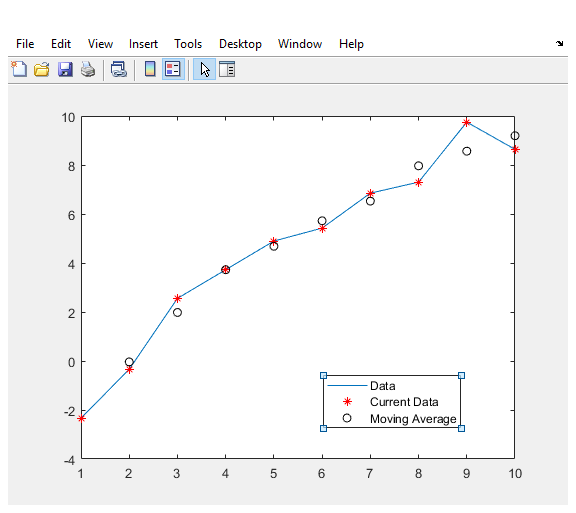 File Edit View Insert Tools Desktop Window Help
10
8
6
4
2
0
-2
-4
Data
Current Data
Moving Average
1 2 3 4 5 6 7 8 9 10